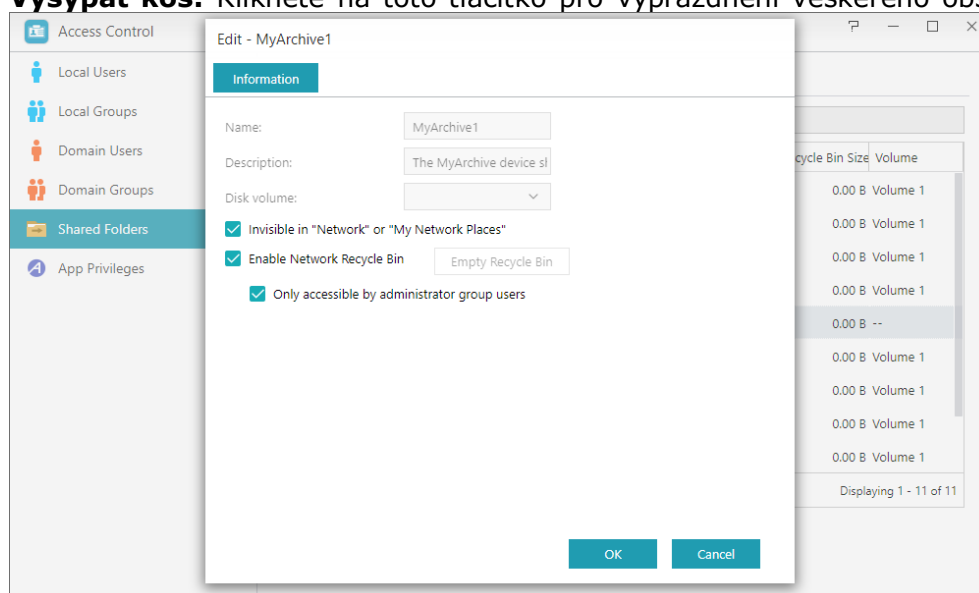 Vysypat koš: Klikněte na toto tlačítko pro vyprázdnění veškerého
Access Control
Local Users
Local Groups
Domain Users
Domain Groups
Shared Folders
App Privileges
Edit - MyArchive1
Information
Name: MyArchive1
Description: The MyArchive device sl
Disk volume:
Invisible in "Network" or "My Network Places"
Enable Network Recycle Bin Empty Recycle Bin
Only accessible by administrator group users
OK Cancel
cycle Bin Size Volume
0.00 B Volume 1
0.00 B Volume 1
0.00 B Volume 1
0.00 B Volume 1
0.00 B --
0.00 B Volume 1
0.00 B Volume 1
0.00 B Volume 1
0.00 B Volume 1
Displaying 1 - 11 of 11